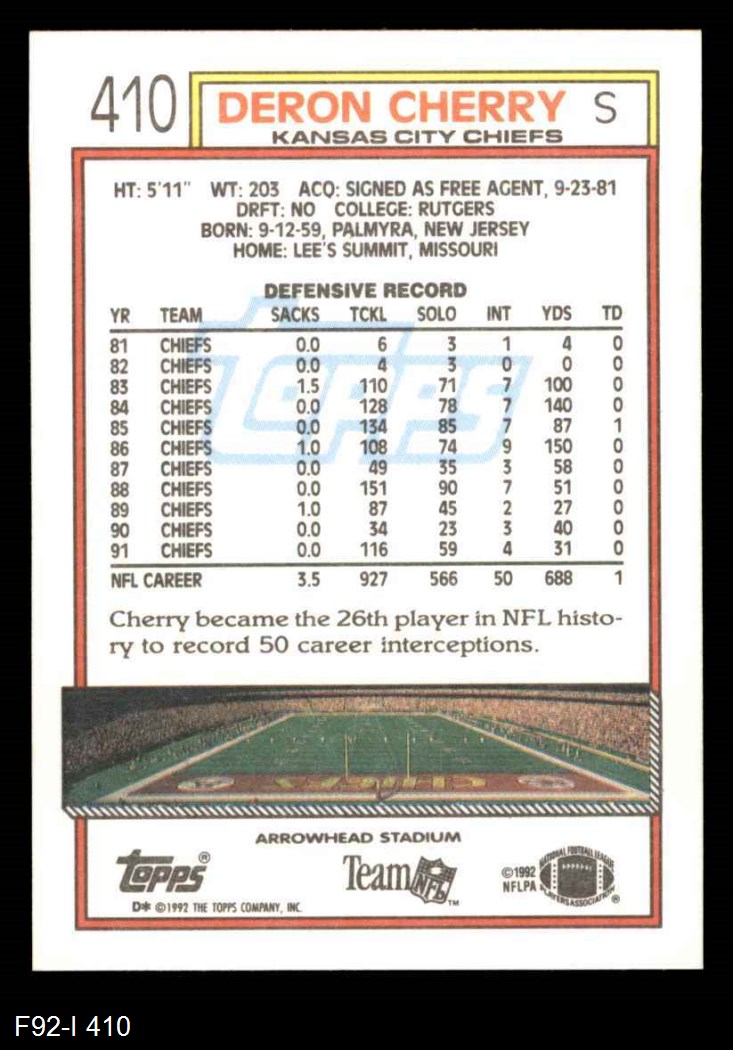 410 DERON CHERRY S
KANSAS CITY CHIEFS
HT: 5'11" WT: 203 ACQ: SIGNED AS FREE AGENT, 9-23-81
DRFT: NO COLLEGE: RUTGERS
BORN: 9-12-59, PALMYRA, NEW JERSEY
HOME: LEE'S SUMMIT, MISSOURI
DEFENSIVE RECORD
YR TEAM SACKS TCKL SOLO INT YDS TD
81 CHIEFS 0.0 6 3 1 4 0
82 CHIEFS 0.0 4 3 0 0 0
83 CHIEFS 1.5 110 71 7 100 0
84 CHIEFS 0.0 128 78 7 140 0
85 CHIEFS 0.0 134 85 7 87 1
86 CHIEFS 1.0 108 74 9 150 0
87 CHIEFS 0.0 49 35 3 58 0
88 CHIEFS 0.0 151 90 7 51 0
89 CHIEFS 1.0 87 45 2 27 0
90 CHIEFS 0.0 34 23 3 40 0
91 CHIEFS 0.0 116 59 4 31 0
NFL CAREER 3.5 927 566 50 688 1
TOPPS
Cherry became the 26th player in NFL histo-
ry to record 50 career interceptions.
CHIEFS
ARROWHEAD STADIUM
TOPPS®
D* ©1992 THE TOPPS COMPANY, INC.
Team NFL™
©1992
NFLPA
NATIONAL FOOTBALL LEAGUE
PLAYERS ASSOCIATION®
F92-I 410